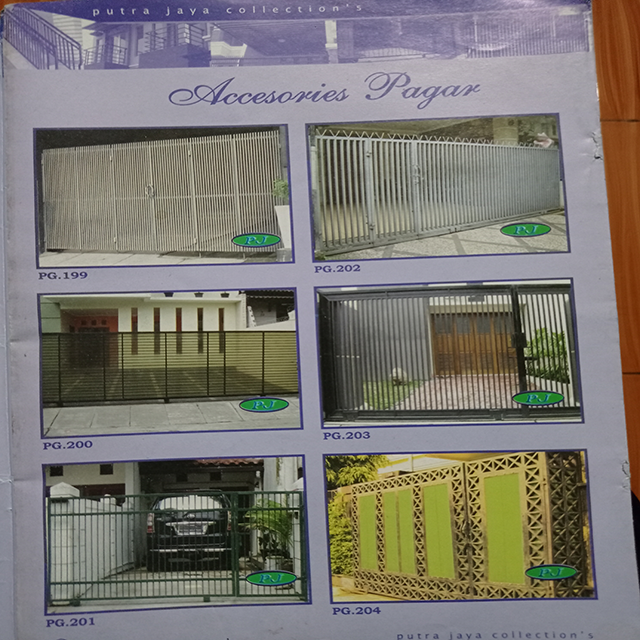 putra jaya collection's
Accesories Pagar
PJ
PJ
PG.199
PG.202
PJ
PJ
PG.200
PG.203
PJ
PJ
PG.201
PG.204
putra jaya collection's